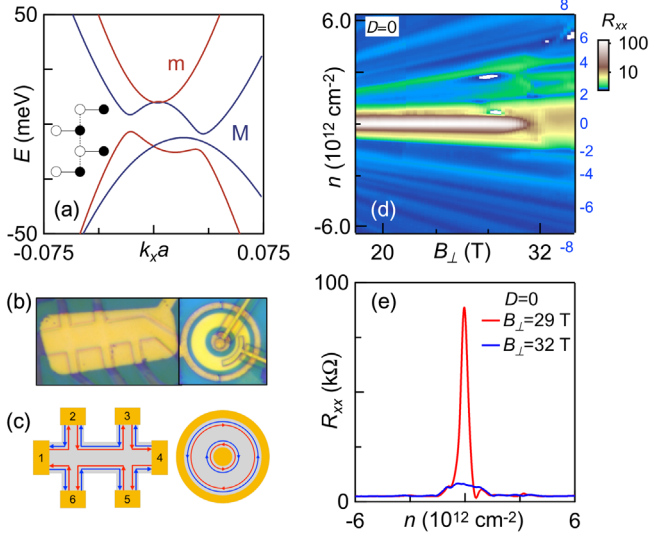 50
E (meV)
-50
m
M
(a)
-0.075
kₓa
0.075
D=0
(d)
6.0
0
-6.0
n (10¹² cm⁻²)
20
B⊥ (T)
32
8
6
4
2
0
-2
-4
-6
-8
Rₓₓ
100
10
(b)
(c)
1
2
3
4
5
6
(e)
D=0
B⊥=29 T
B⊥=32 T
100
Rₓₓ (kΩ)
0
-6
n (10¹² cm⁻²)
6